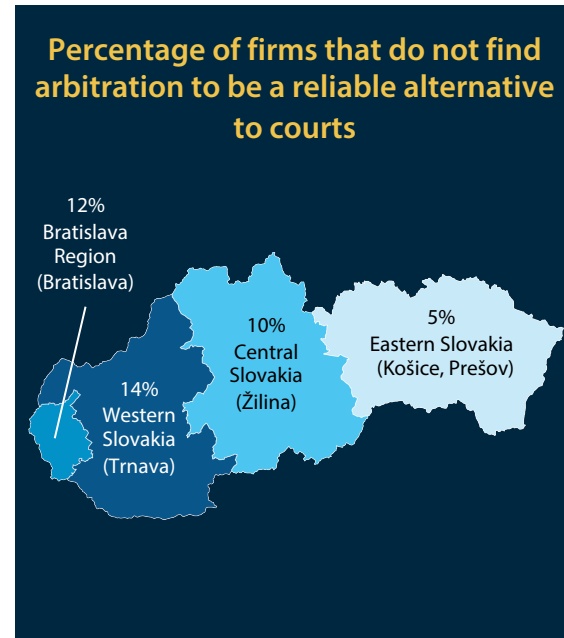 Percentage of firms that do not find
arbitration to be a reliable alternative
to courts
12%
Bratislava
Region
(Bratislava)
14%
Western
Slovakia
(Trnava)
10%
Central
Slovakia
(Žilina)
5%
Eastern Slovakia
(Košice, Prešov)